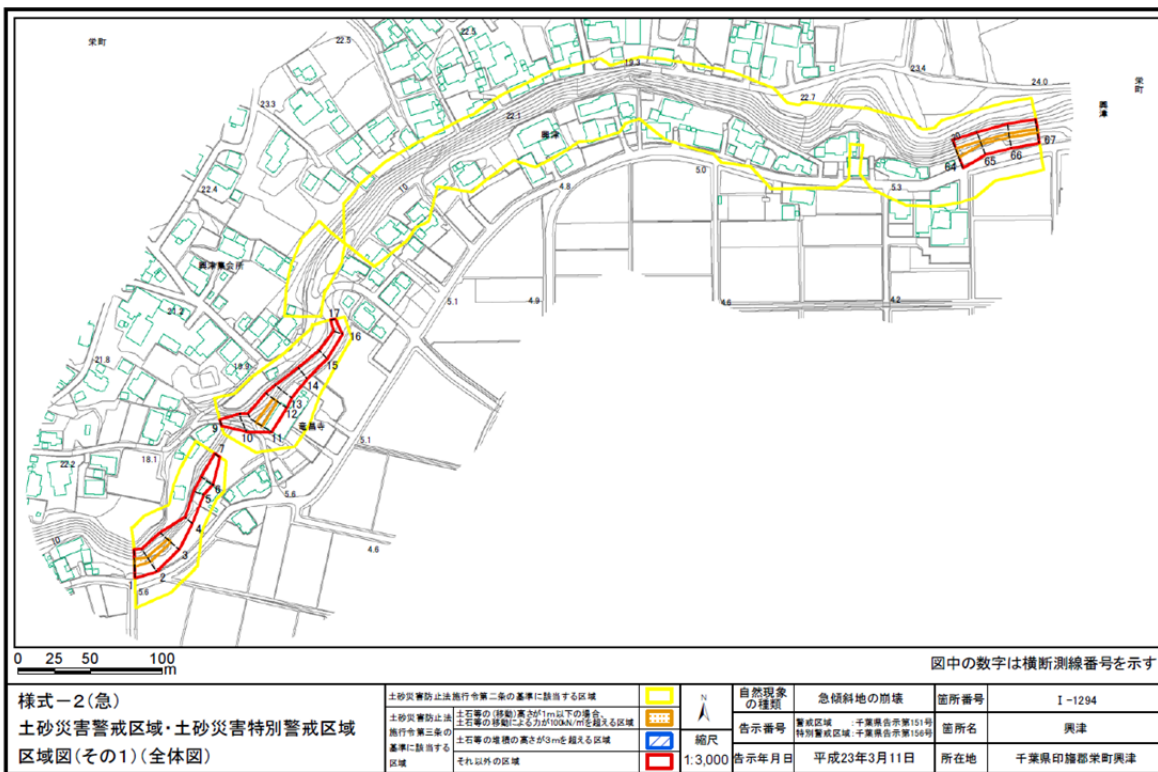 栄町
22.5
22.5
19.3
23.4
24.0
栄町
興津
22.7
23.3
22.1
興津
20
67
66
65
64
22.4
10
4.8
5.0
5.3
興津集会所
5.1
4.9
4.6
4.2
21.2
17
16
15
21.8
19.9
14
13
12
9
10
11
竜昌寺
5.1
18.1
7
22.2
6
5
5.6
4
10
3
4.6
2
1
5.6
0 25 50 100
m
図中の数字は横断測線番号を示す
様式-2(急)
土砂災害警戒区域・土砂災害特別警戒区域
区域図(その1)(全体図)
土砂災害防止法施行令第二条の基準に該当する区域
土砂災害防止法
施行令第三条の
基準に該当する
区域
土石等の(移動)高さが1m以下の場合、
土石等の移動による力が100kN/㎡を超える区域
土石等の堆積の高さが3mを超える区域
それ以外の区域
N
縮尺
1:3,000
自然現象
の種類
急傾斜地の崩壊
箇所番号
I-1294
告示番号
警戒区域 :千葉県告示第151号
特別警戒区域:千葉県告示第156号
箇所名
興津
告示年月日
平成23年3月11日
所在地
千葉県印旛郡栄町興津